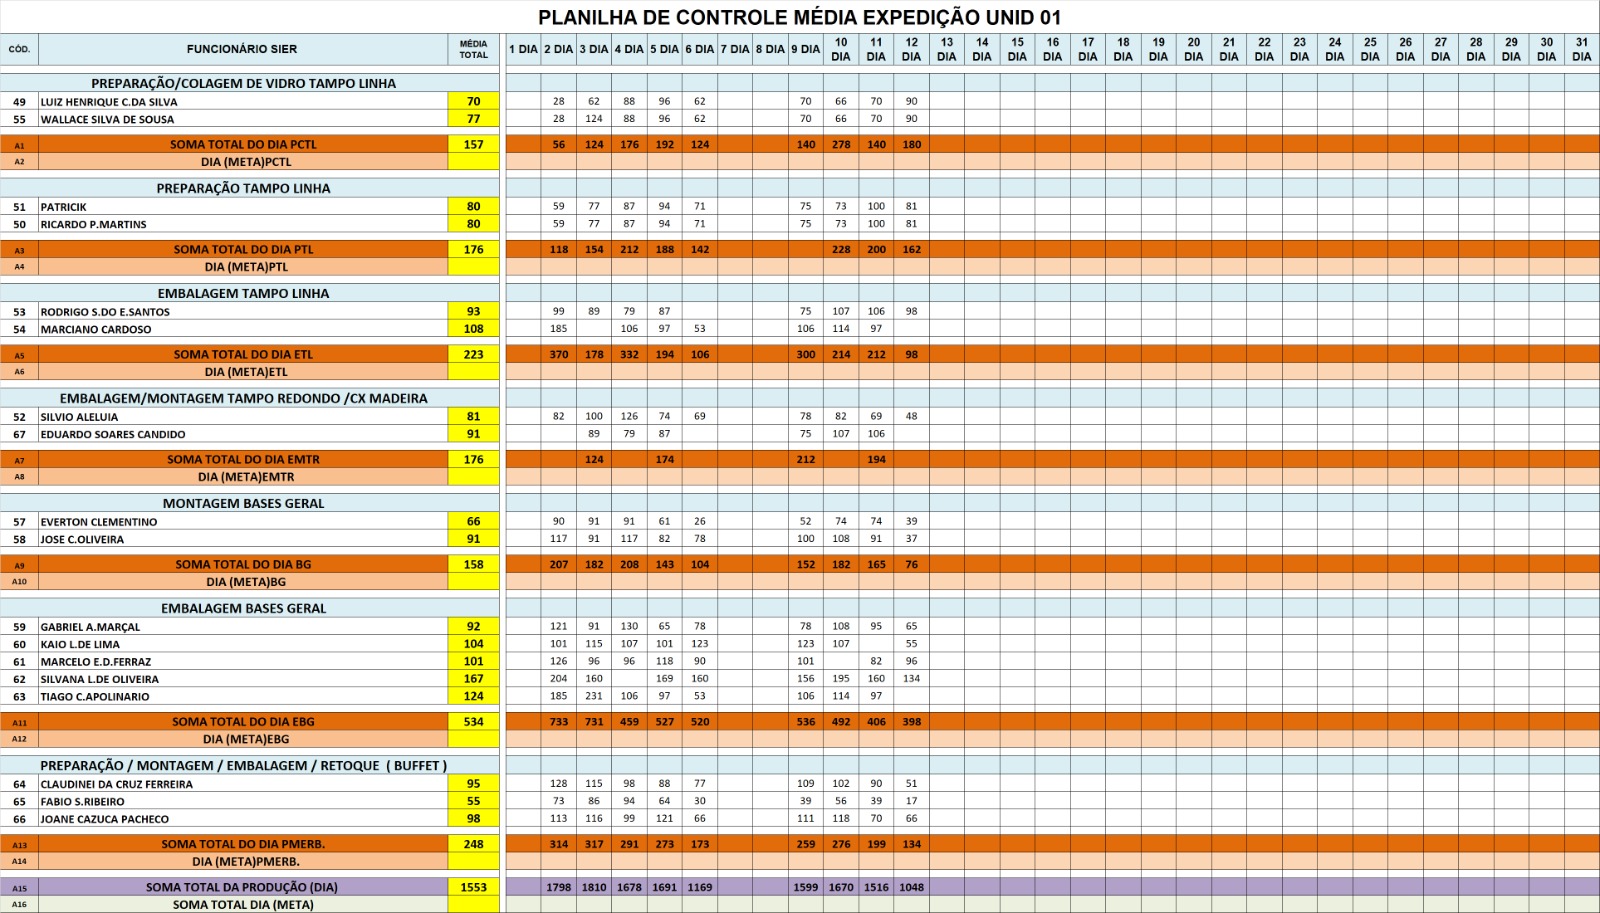 PLANILHA DE CONTROLE MÉDIA EXPEDIÇÃO UNID 01
CÓD. FUNCIONÁRIO SIER MÉDIA TOTAL 1 DIA 2 DIA 3 DIA 4 DIA 5 DIA 6 DIA 7 DIA 8 DIA 9 DIA 10 DIA 11 DIA 12 DIA 13 DIA 14 DIA 15 DIA 16 DIA 17 DIA 18 DIA 19 DIA 20 DIA 21 DIA 22 DIA 23 DIA 24 DIA 25 DIA 26 DIA 27 DIA 28 DIA 29 DIA 30 DIA 31 DIA
PREPARAÇÃO/COLAGEM DE VIDRO TAMPO LINHA
49 LUIZ HENRIQUE C.DA SILVA 70 28 62 88 96 62 70 66 70 90
55 WALLACE SILVA DE SOUSA 77 28 124 88 96 62 70 66 70 90
A1 SOMA TOTAL DO DIA PCTL 157 56 124 176 192 124 140 278 140 180
A2 DIA (META)PCTL
PREPARAÇÃO TAMPO LINHA
51 PATRICIK 80 59 77 87 94 71 75 73 100 81
50 RICARDO P.MARTINS 80 59 77 87 94 71 75 73 100 81
A3 SOMA TOTAL DO DIA PTL 176 118 154 212 188 142 228 200 162
A4 DIA (META)PTL
EMBALAGEM TAMPO LINHA
53 RODRIGO S.DO E.SANTOS 93 99 89 79 87 75 107 106 98
54 MARCIANO CARDOSO 108 185 106 97 53 106 114 97
A5 SOMA TOTAL DO DIA ETL 223 370 178 332 194 106 300 214 212 98
A6 DIA (META)ETL
EMBALAGEM/MONTAGEM TAMPO REDONDO /CX MADEIRA
52 SILVIO ALELUIA 81 82 100 126 74 69 78 82 69 48
67 EDUARDO SOARES CANDIDO 91 89 79 87 75 107 106
A7 SOMA TOTAL DO DIA EMTR 176 124 174 212 194
A8 DIA (META)EMTR
MONTAGEM BASES GERAL
57 EVERTON CLEMENTINO 66 90 91 91 61 26 52 74 74 39
58 JOSE C.OLIVEIRA 91 117 91 117 82 78 100 108 91 37
A9 SOMA TOTAL DO DIA BG 158 207 182 208 143 104 152 182 165 76
A10 DIA (META)BG
EMBALAGEM BASES GERAL
59 GABRIEL A.MARÇAL 92 121 91 130 65 78 78 108 95 65
60 KAIO L.DE LIMA 104 101 115 107 101 123 123 107 55
61 MARCELO E.D.FERRAZ 101 126 96 96 118 90 101 82 96
62 SILVANA L.DE OLIVEIRA 167 204 160 169 160 156 195 160 134
63 TIAGO C.APOLINARIO 124 185 231 106 97 53 106 114 97
A11 SOMA TOTAL DO DIA EBG 534 733 731 459 527 520 536 492 406 398
A12 DIA (META)EBG
PREPARAÇÃO / MONTAGEM / EMBALAGEM / RETOQUE ( BUFFET )
64 CLAUDINEI DA CRUZ FERREIRA 95 128 115 98 88 77 109 102 90 51
65 FABIO S.RIBEIRO 55 73 86 94 64 30 39 56 39 17
66 JOANE CAZUCA PACHECO 98 113 116 99 121 66 111 118 70 66
A13 SOMA TOTAL DO DIA PMERB. 248 314 317 291 273 173 259 276 199 134
A14 DIA (META)PMERB.
A15 SOMA TOTAL DA PRODUÇÃO (DIA) 1553 1798 1810 1678 1691 1169 1599 1670 1516 1048
A16 SOMA TOTAL DIA (META)